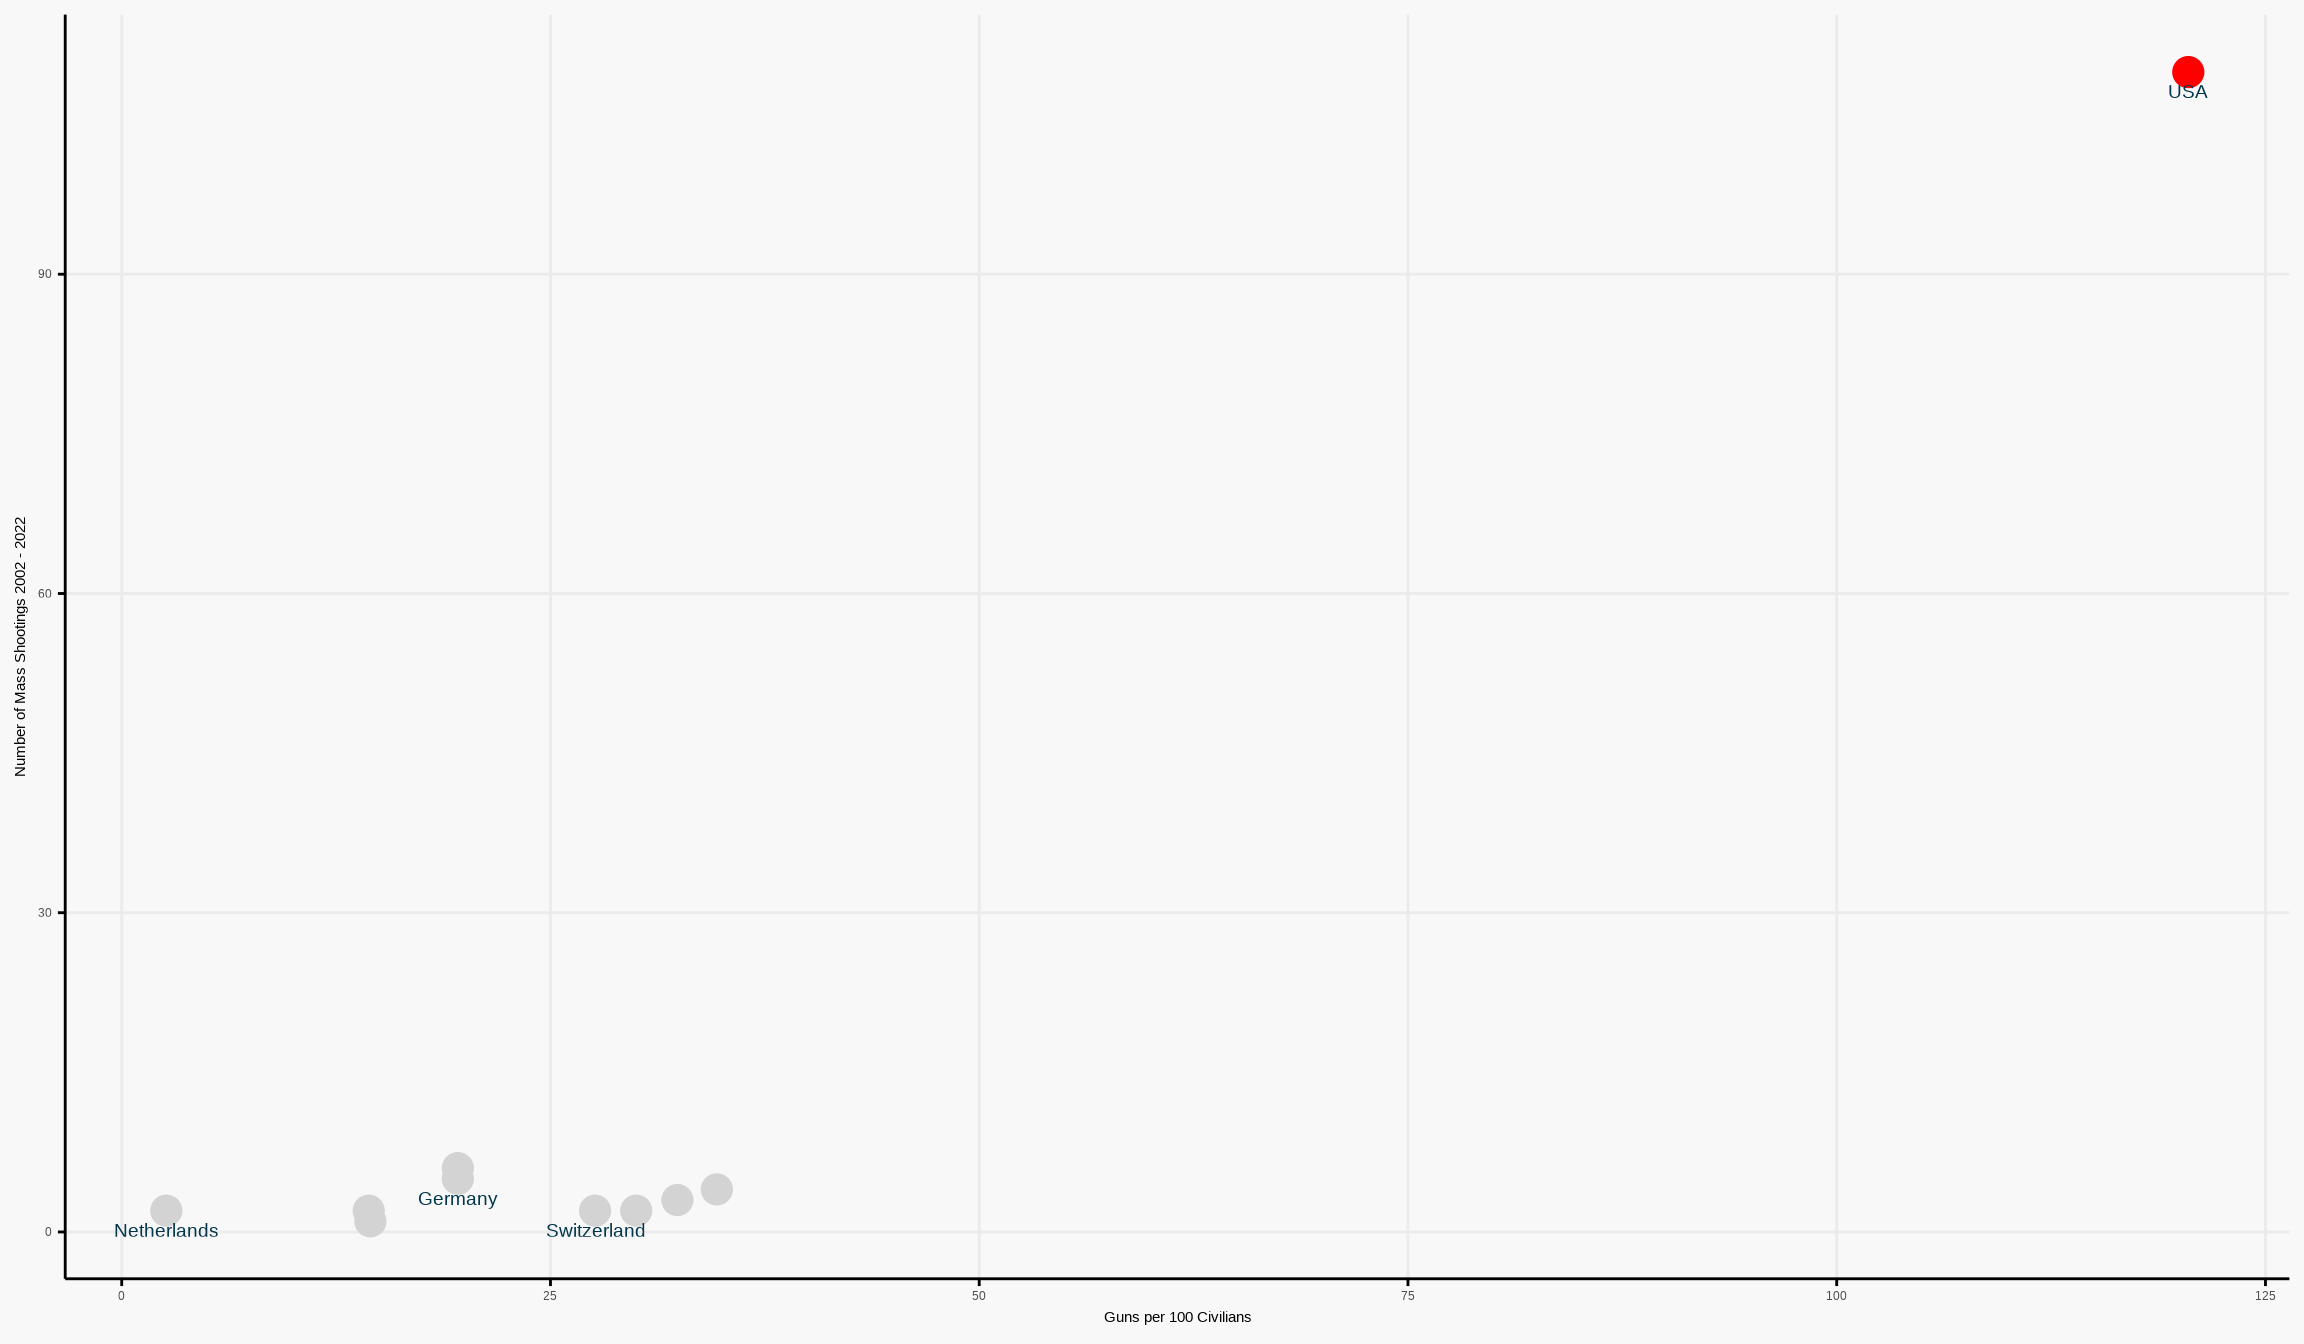 USA
90
60
30
0
Number of Mass Shootings 2002 - 2022
Germany
Netherlands
Switzerland
0
25
50
75
100
125
Guns per 100 Civilians